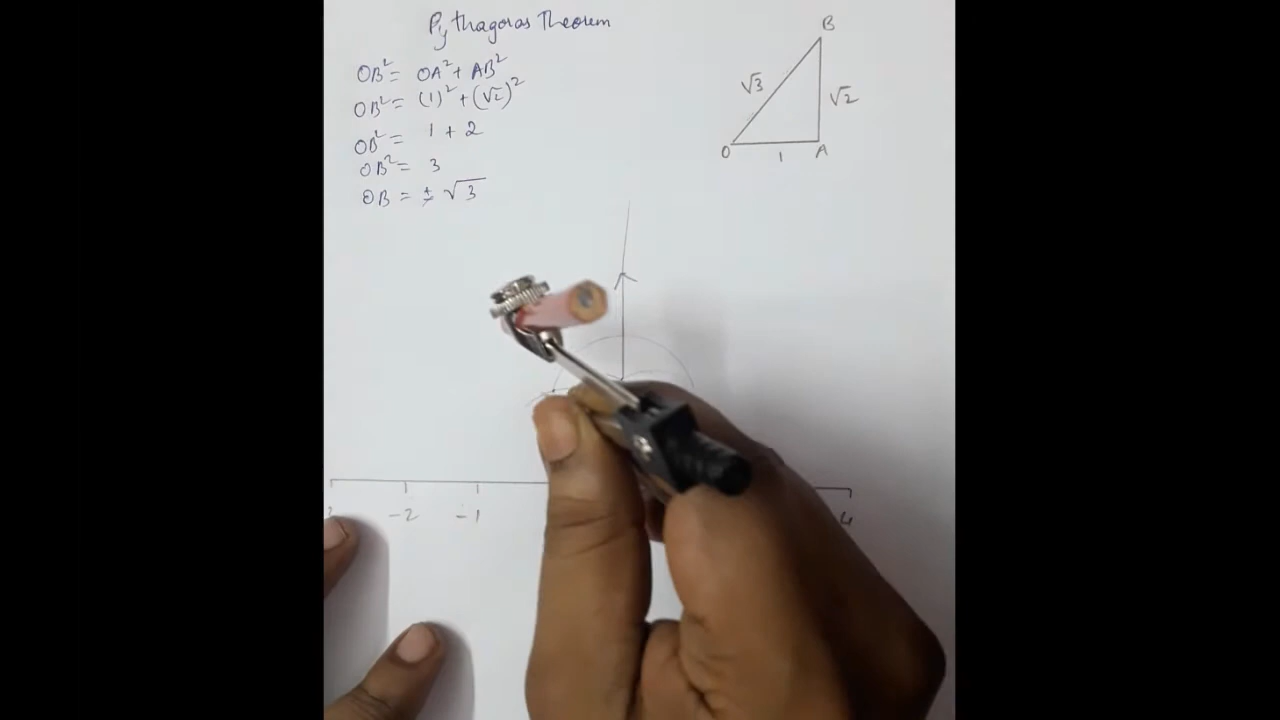 Pythagoras Theorem
OB² = OA² + AB²
OB² = (1)² + (√2)²
OB² = 1 + 2
OB² = 3
OB = ± √3
B
√3
√2
O
1
A
-2
-1
4